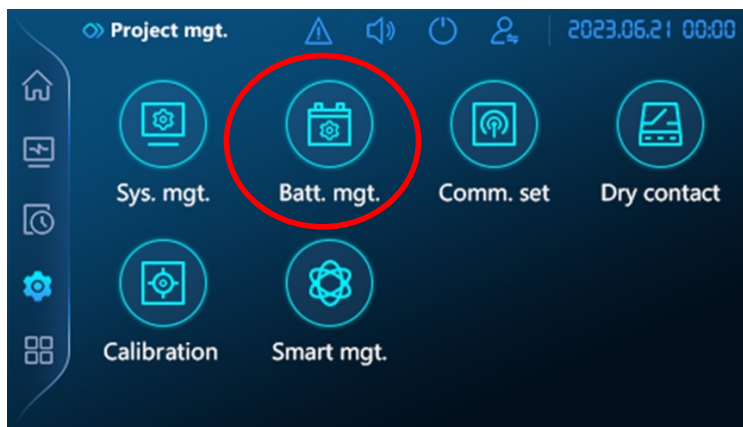 Project mgt.
2023.06.21 00:00
Sys. mgt.
Batt. mgt.
Comm. set
Dry contact
Calibration
Smart mgt.